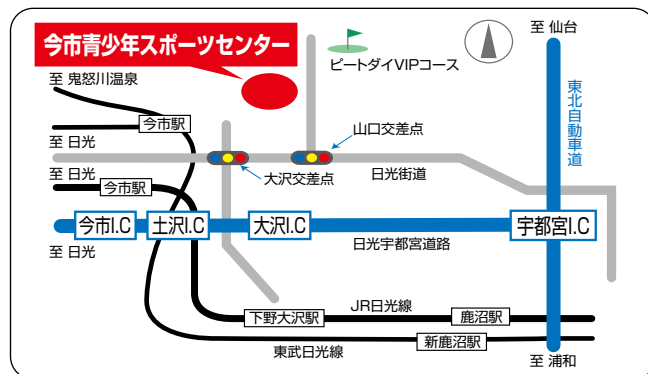 今市青少年スポーツセンター
至 仙台
ビートダイVIPコース
至 鬼怒川温泉
東北自動車道
今市駅
山口交差点
至 日光
至 日光
大沢交差点
日光街道
今市駅
今市I.C
土沢I.C
大沢I.C
宇都宮I.C
至 日光
日光宇都宮道路
JR日光線
下野大沢駅
鹿沼駅
新鹿沼駅
東武日光線
至 浦和